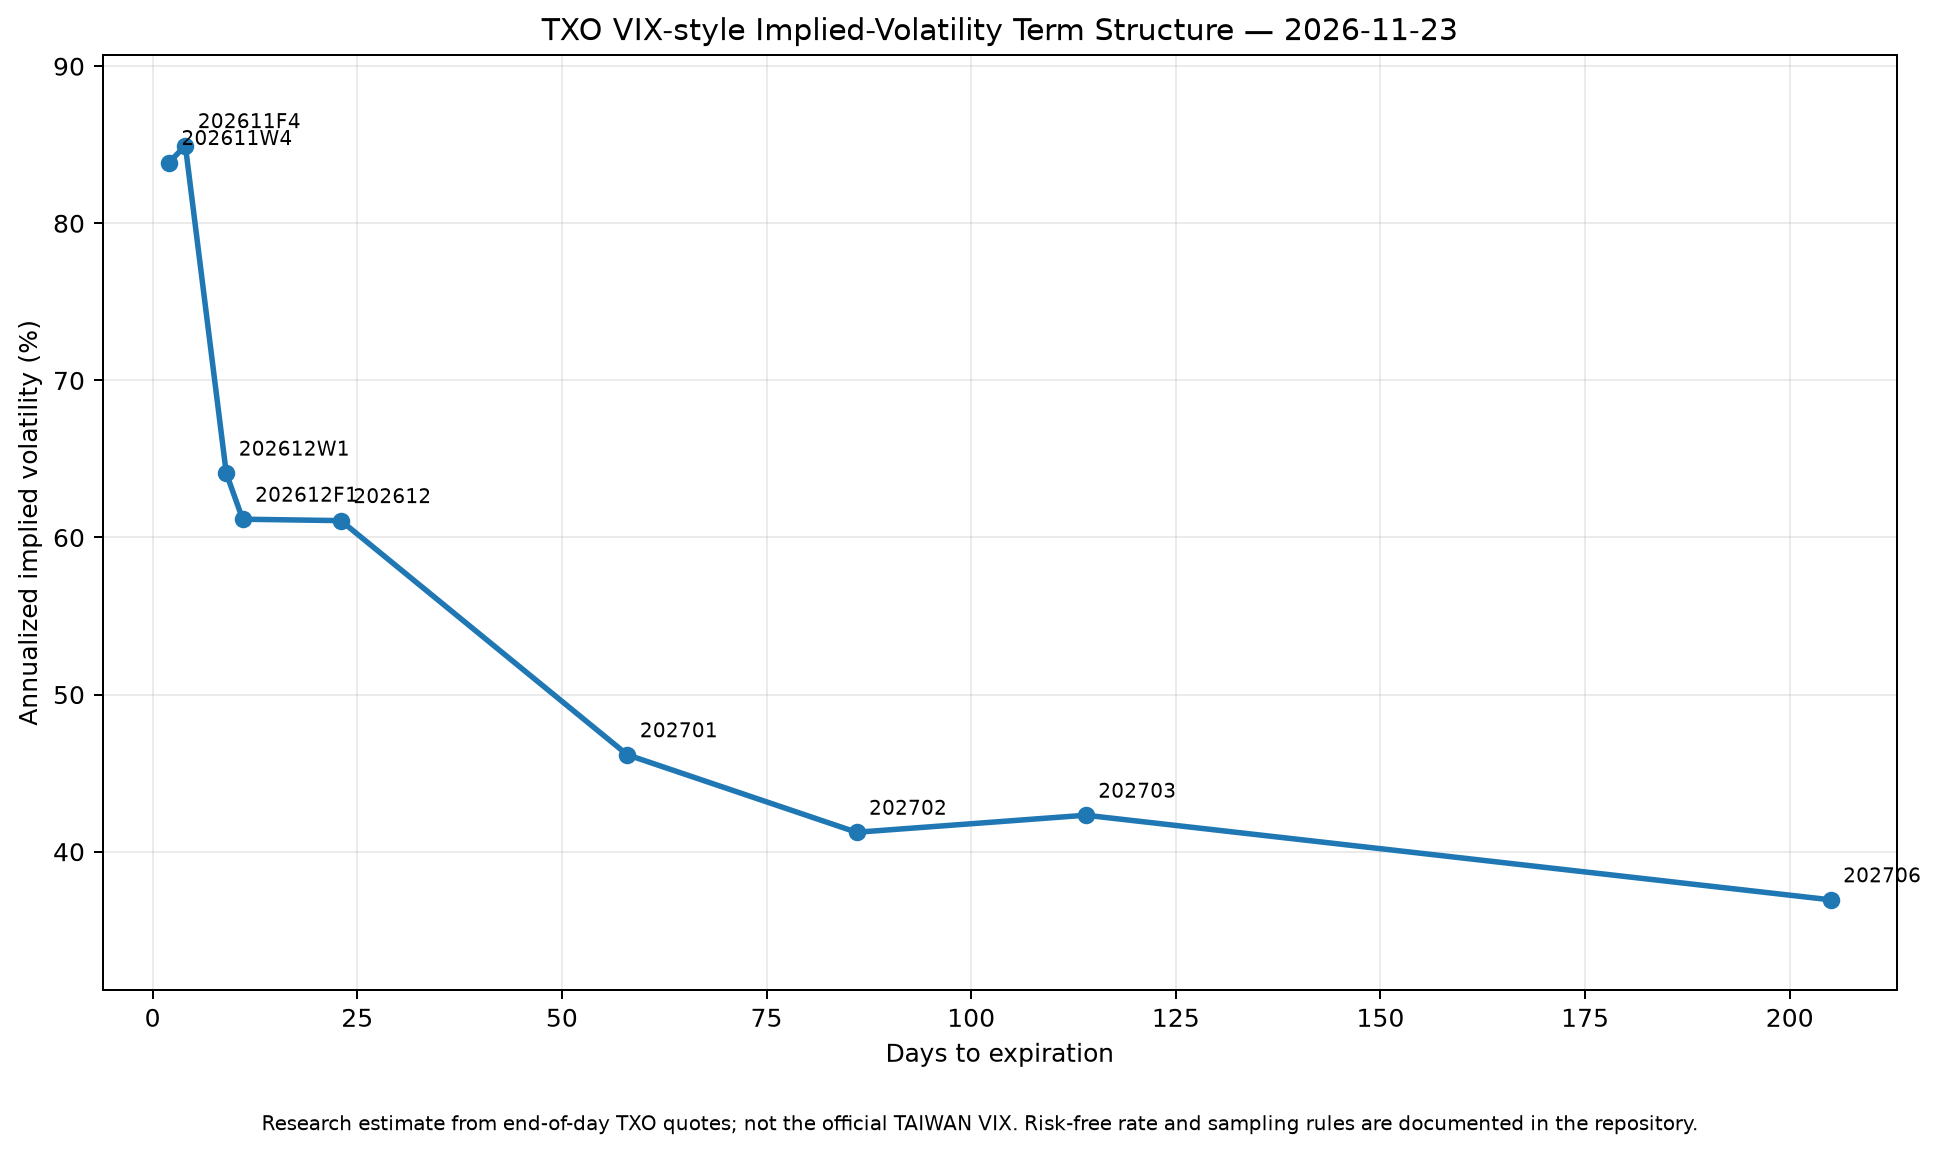 TXO VIX-style Implied-Volatility Term Structure — 2026-11-23
Annualized implied volatility (%)
90
80
70
60
50
40
202611F4
202611W4
202612W1
202612F1
202612
202701
202702
202703
202706
0
25
50
75
100
125
150
175
200
Days to expiration
Research estimate from end-of-day TXO quotes; not the official TAIWAN VIX. Risk-free rate and sampling rules are documented in the repository.